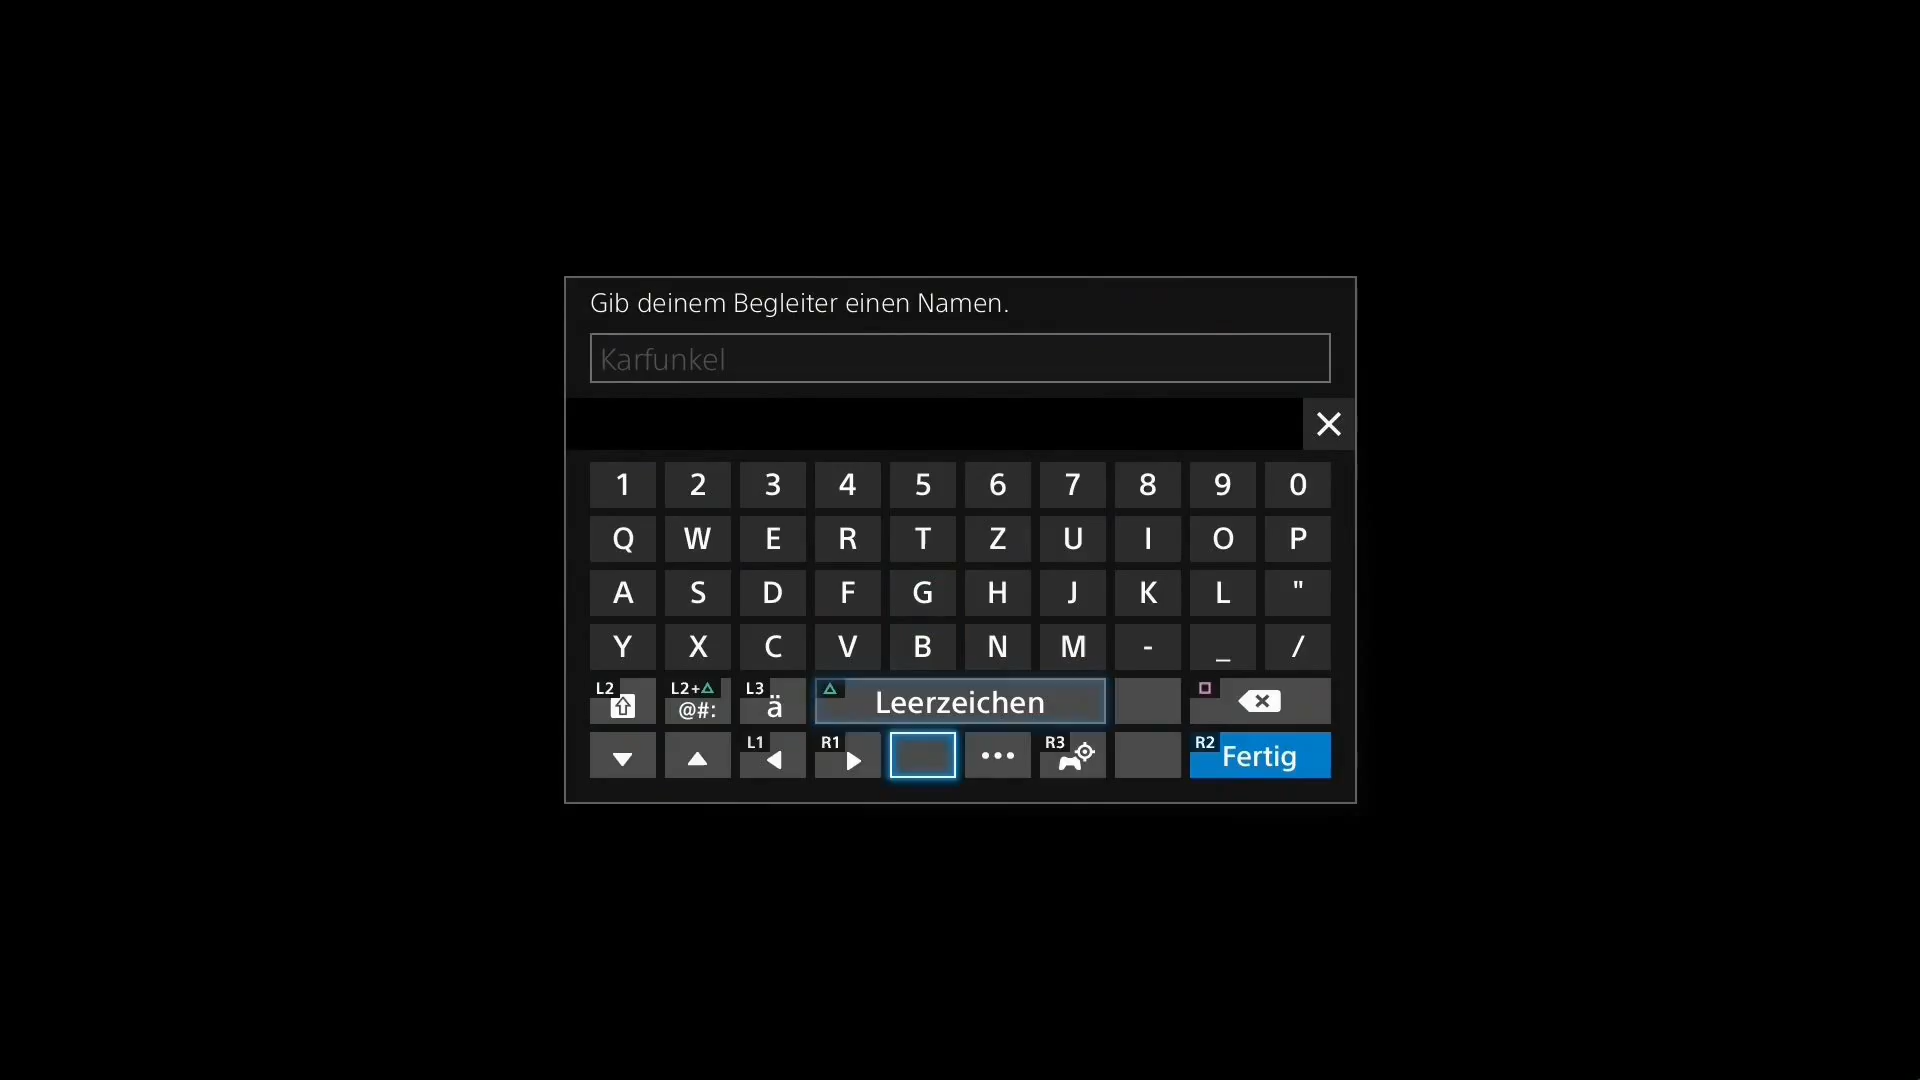 Gib deinem Begleiter einen Namen.
Karfunkel
1 2 3 4 5 6 7 8 9 0
Q W E R T Z U I O P
A S D F G H J K L "
Y X C V B N M - _ /
L2 L2+△ @#: L3 ä △ Leerzeichen
L1 R1 ... R3 R2 Fertig